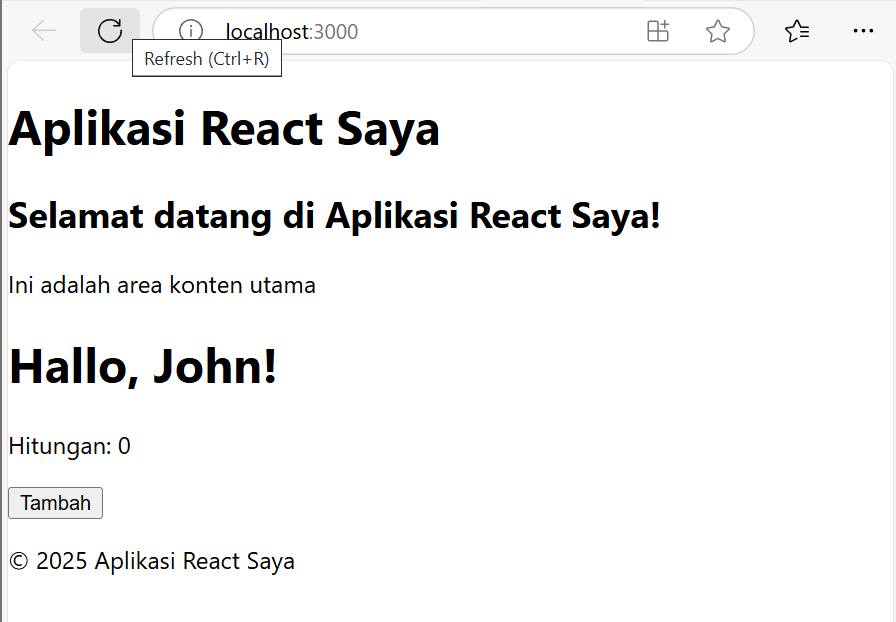 localhost:3000
Refresh (Ctrl+R)
Aplikasi React Saya
Selamat datang di Aplikasi React Saya!
Ini adalah area konten utama
Hallo, John!
Hitungan: 0
Tambah
© 2025 Aplikasi React Saya